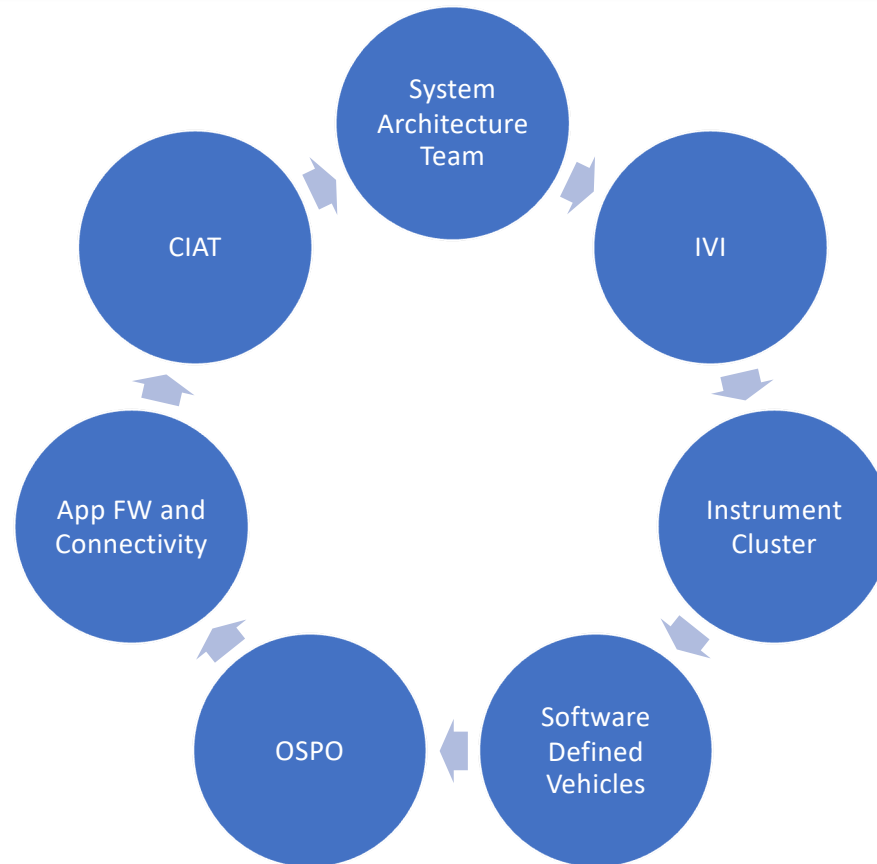 System
Architecture
Team
IVI
Instrument
Cluster
Software
Defined
Vehicles
OSPO
App FW and
Connectivity
CIAT